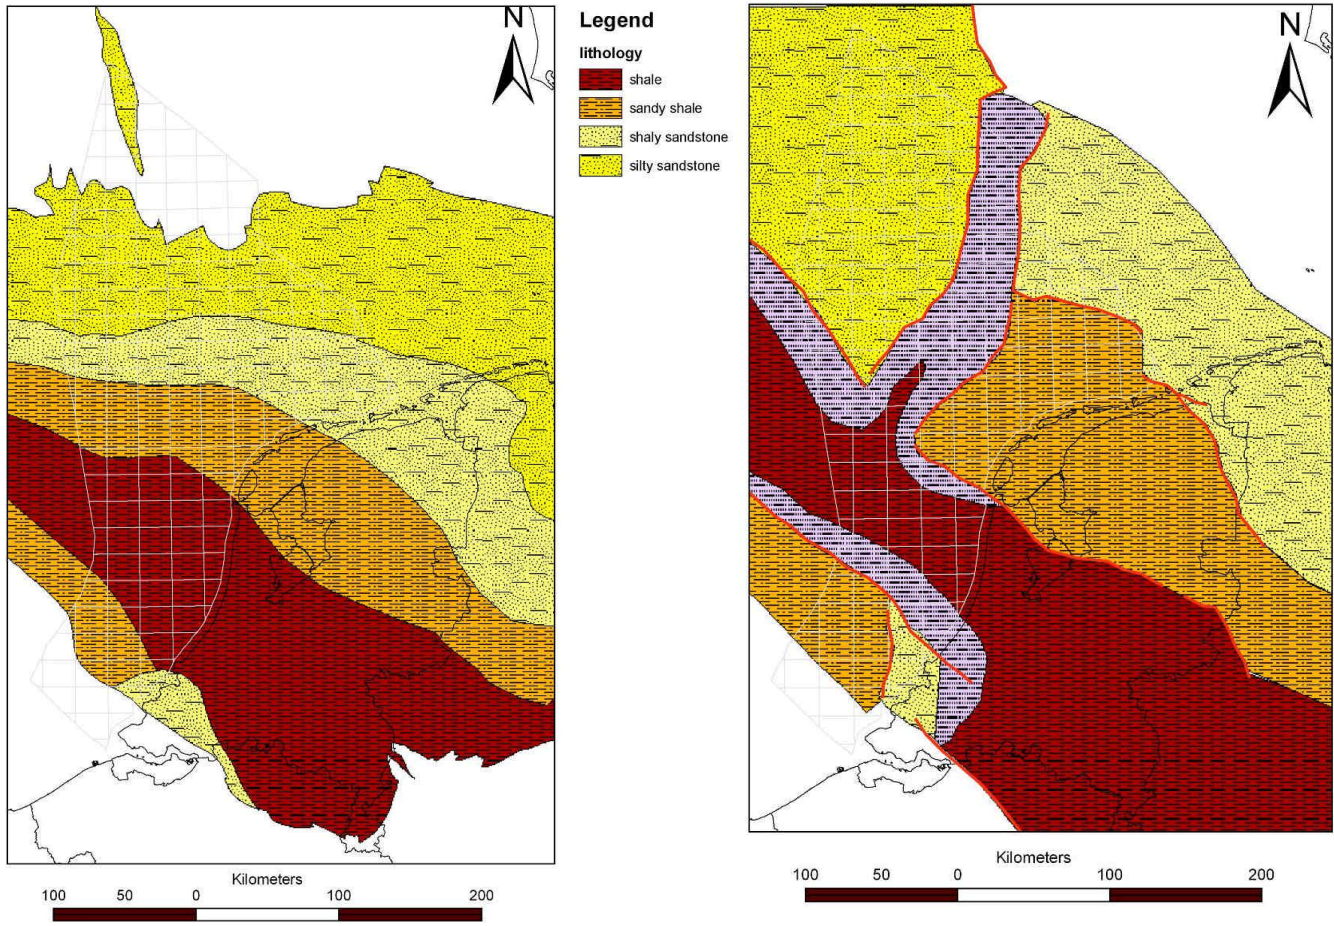 N
Legend
lithology
shale
sandy shale
shaly sandstone
silty sandstone
N
Kilometers
100 50 0 100 200
Kilometers
100 50 0 100 200